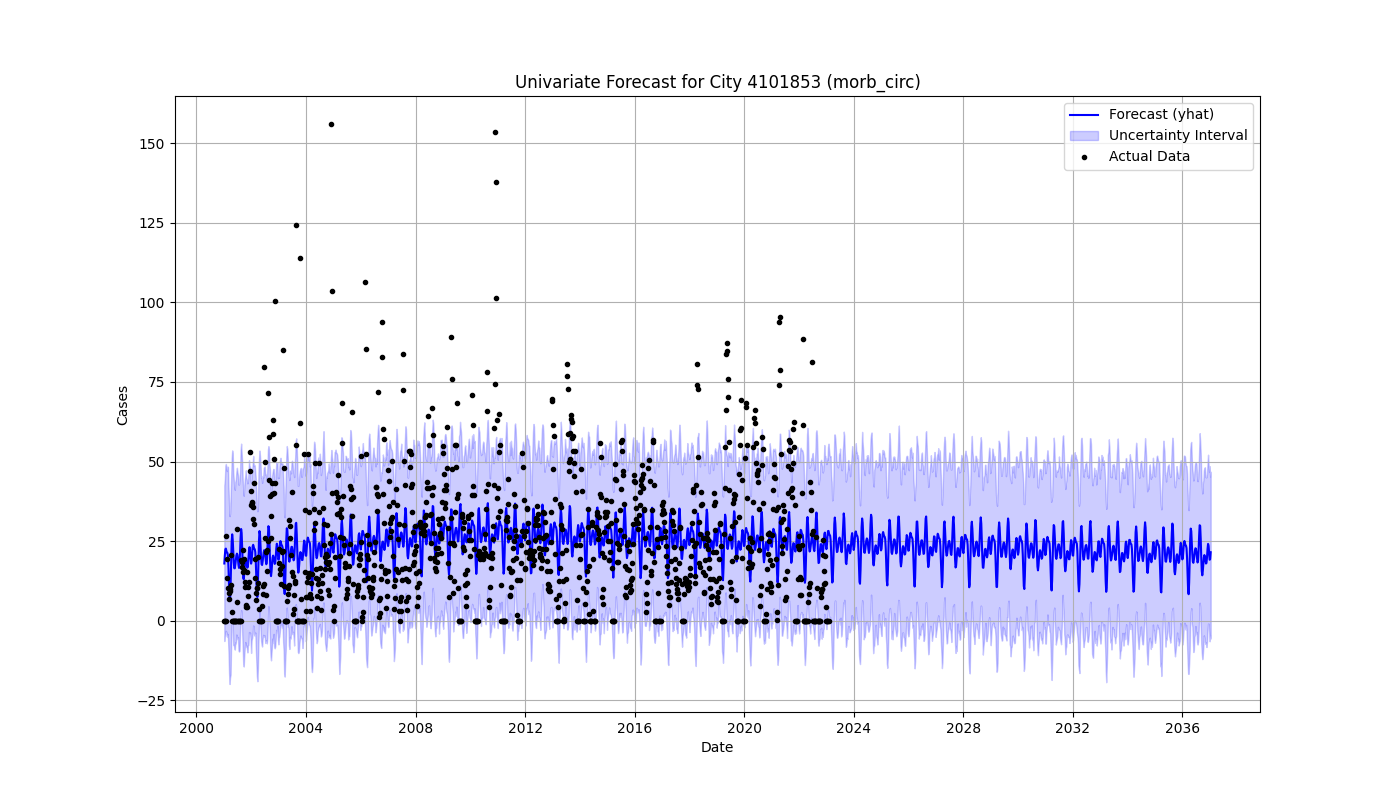 Univariate Forecast for City 4101853 (morb_circ)
Forecast (yhat)
Uncertainty Interval
Actual Data
150
125
100
75
50
25
0
−25
Cases
2000 2004 2008 2012 2016 2020 2024 2028 2032 2036
Date